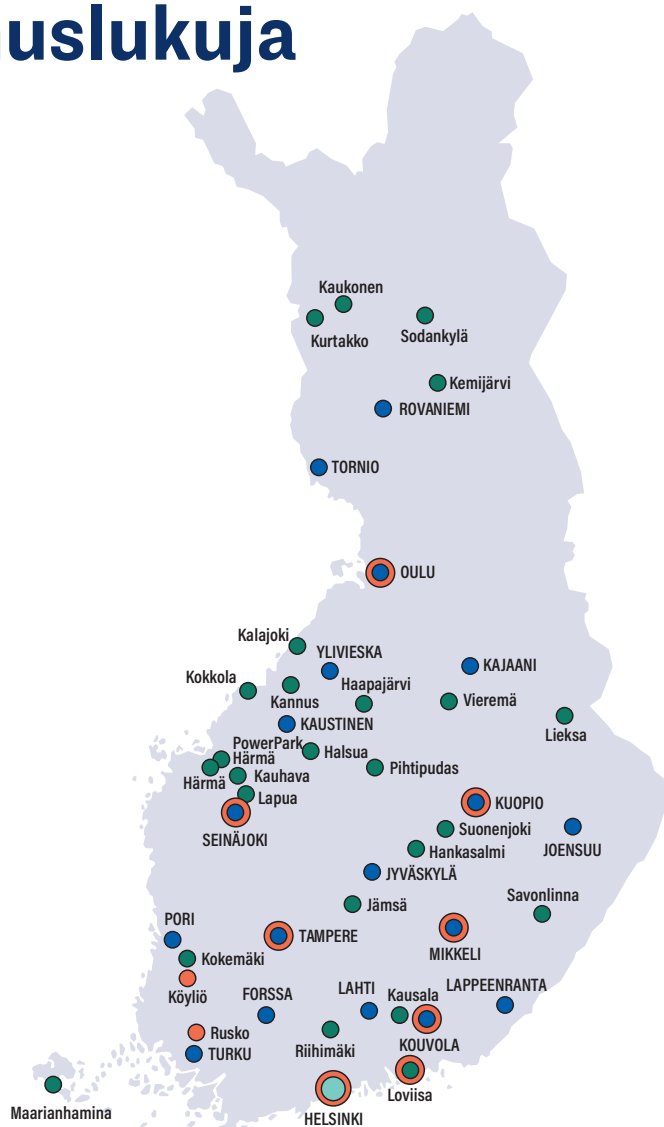 uslukuja
Kaukonen
Kurtakko
Sodankylä
Kemijärvi
ROVANIEMI
TORNIO
OULU
Kalajoki
YLIVIESKA
KAJAANI
Kokkola
Haapajärvi
Kannus
Vieremä
KAUSTINEN
Lieksa
PowerPark
Härmä
Halsua
Härmä
Kauhava
Pihtipudas
Lapua
KUOPIO
SEINÄJOKI
Suonenjoki
Hankasalmi
JOENSUU
JYVÄSKYLÄ
Savonlinna
Jämsä
PORI
TAMPERE
MIKKELI
Kokemäki
Köyliö
FORSSA
LAHTI
Kausala
LAPPEENRANTA
Rusko
Riihimäki
KOUVOLA
TURKU
Loviisa
Maarianhamina
HELSINKI